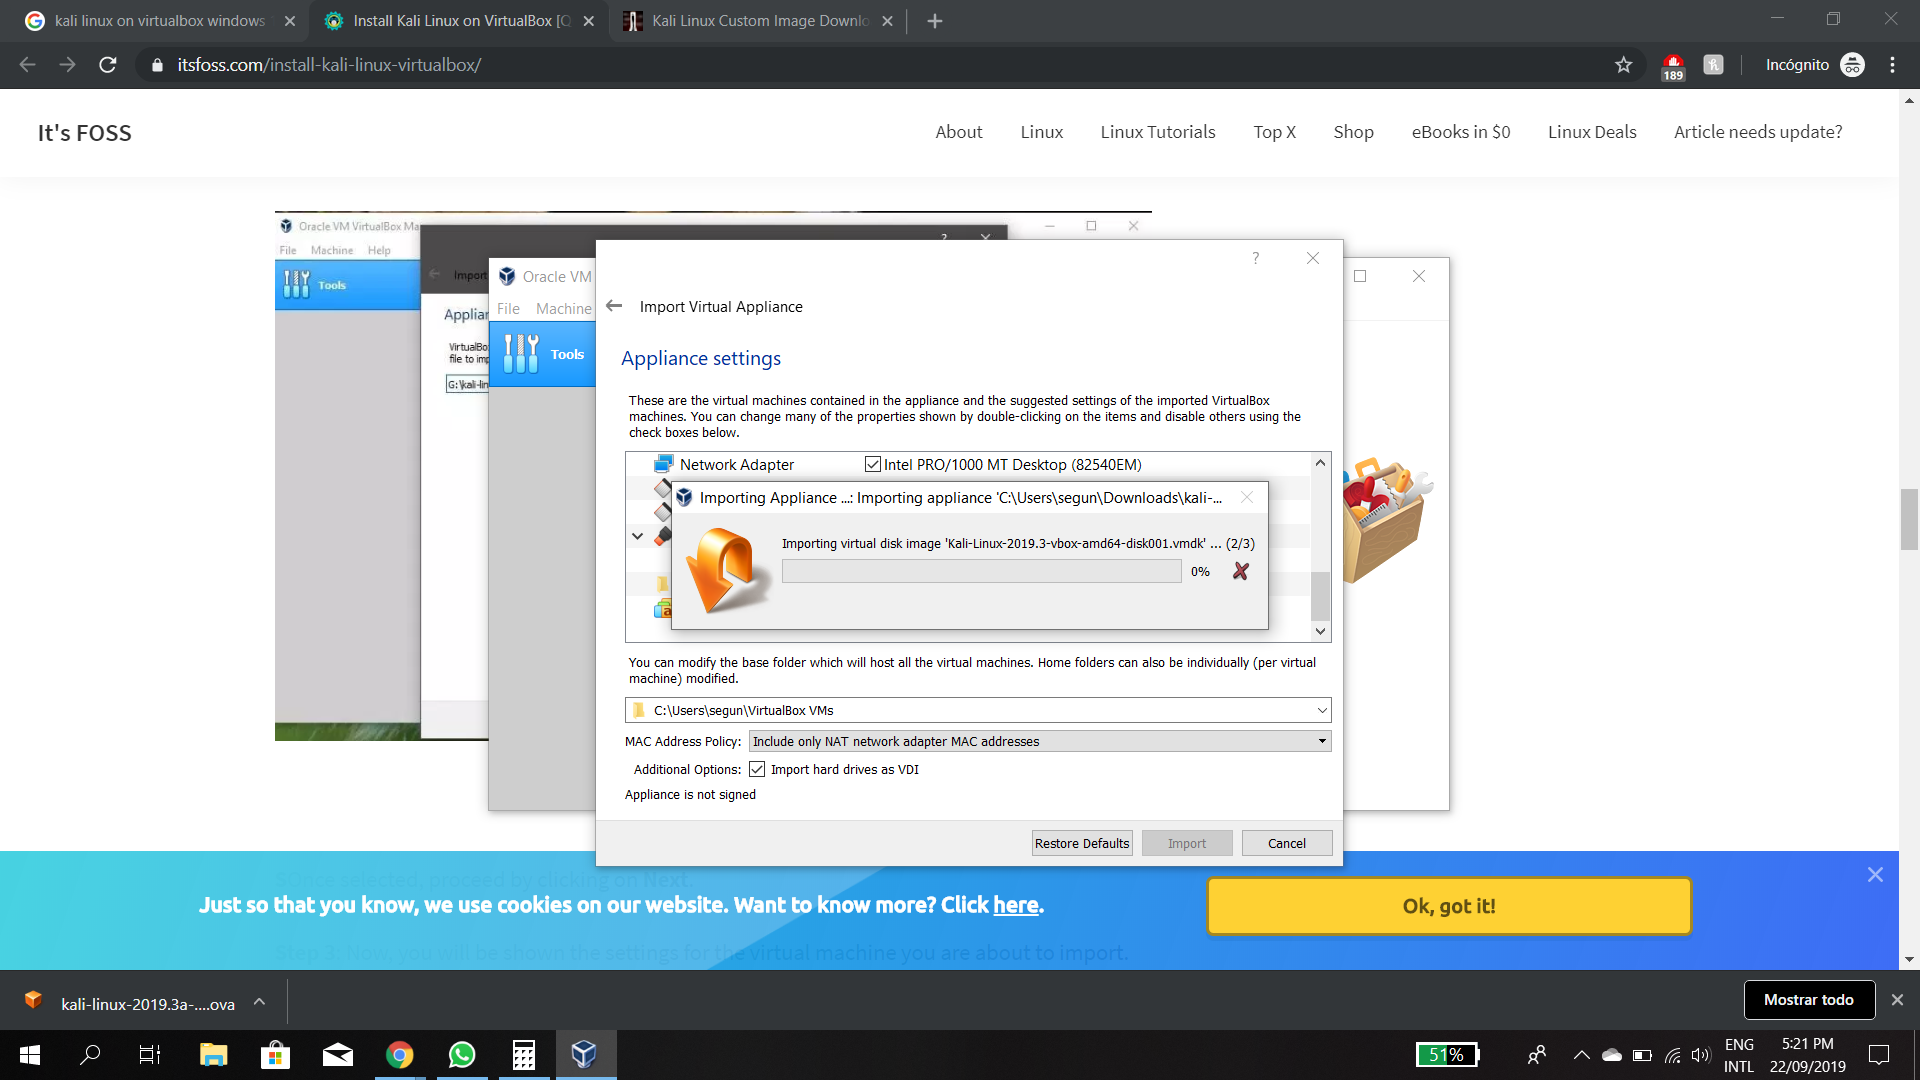 kali linux on virtualbox windows
Install Kali Linux on VirtualBox [Q
Kali Linux Custom Image Downlo
itsfoss.com/install-kali-linux-virtualbox/
189
Incógnito
It's FOSS
About Linux Linux Tutorials Top X Shop eBooks in $0 Linux Deals Article needs update?
Oracle VM VirtualBox Ma
File Machine Help
Tools
Import
Applian
VirtualBo
file to imp
G:\kali-lin
Oracle VM
File Machine
Tools
Import Virtual Appliance
Appliance settings
These are the virtual machines contained in the appliance and the suggested settings of the imported VirtualBox
machines. You can change many of the properties shown by double-clicking on the items and disable others using the
check boxes below.
Network Adapter Intel PRO/1000 MT Desktop (82540EM)
Importing Appliance ...: Importing appliance 'C:\Users\segun\Downloads\kali-...
Importing virtual disk image 'Kali-Linux-2019.3-vbox-amd64-disk001.vmdk' ... (2/3)
0%
You can modify the base folder which will host all the virtual machines. Home folders can also be individually (per virtual
machine) modified.
C:\Users\segun\VirtualBox VMs
MAC Address Policy: Include only NAT network adapter MAC addresses
Additional Options: Import hard drives as VDI
Appliance is not signed
Restore Defaults Import Cancel
Once selected, proceed by clicking on Next.
Just so that you know, we use cookies on our website. Want to know more? Click here.
Ok, got it!
Step 3: Now, you will be shown the settings for the virtual machine you are about to import.
kali-linux-2019.3a-....ova
Mostrar todo
51%
ENG
INTL
5:21 PM
22/09/2019